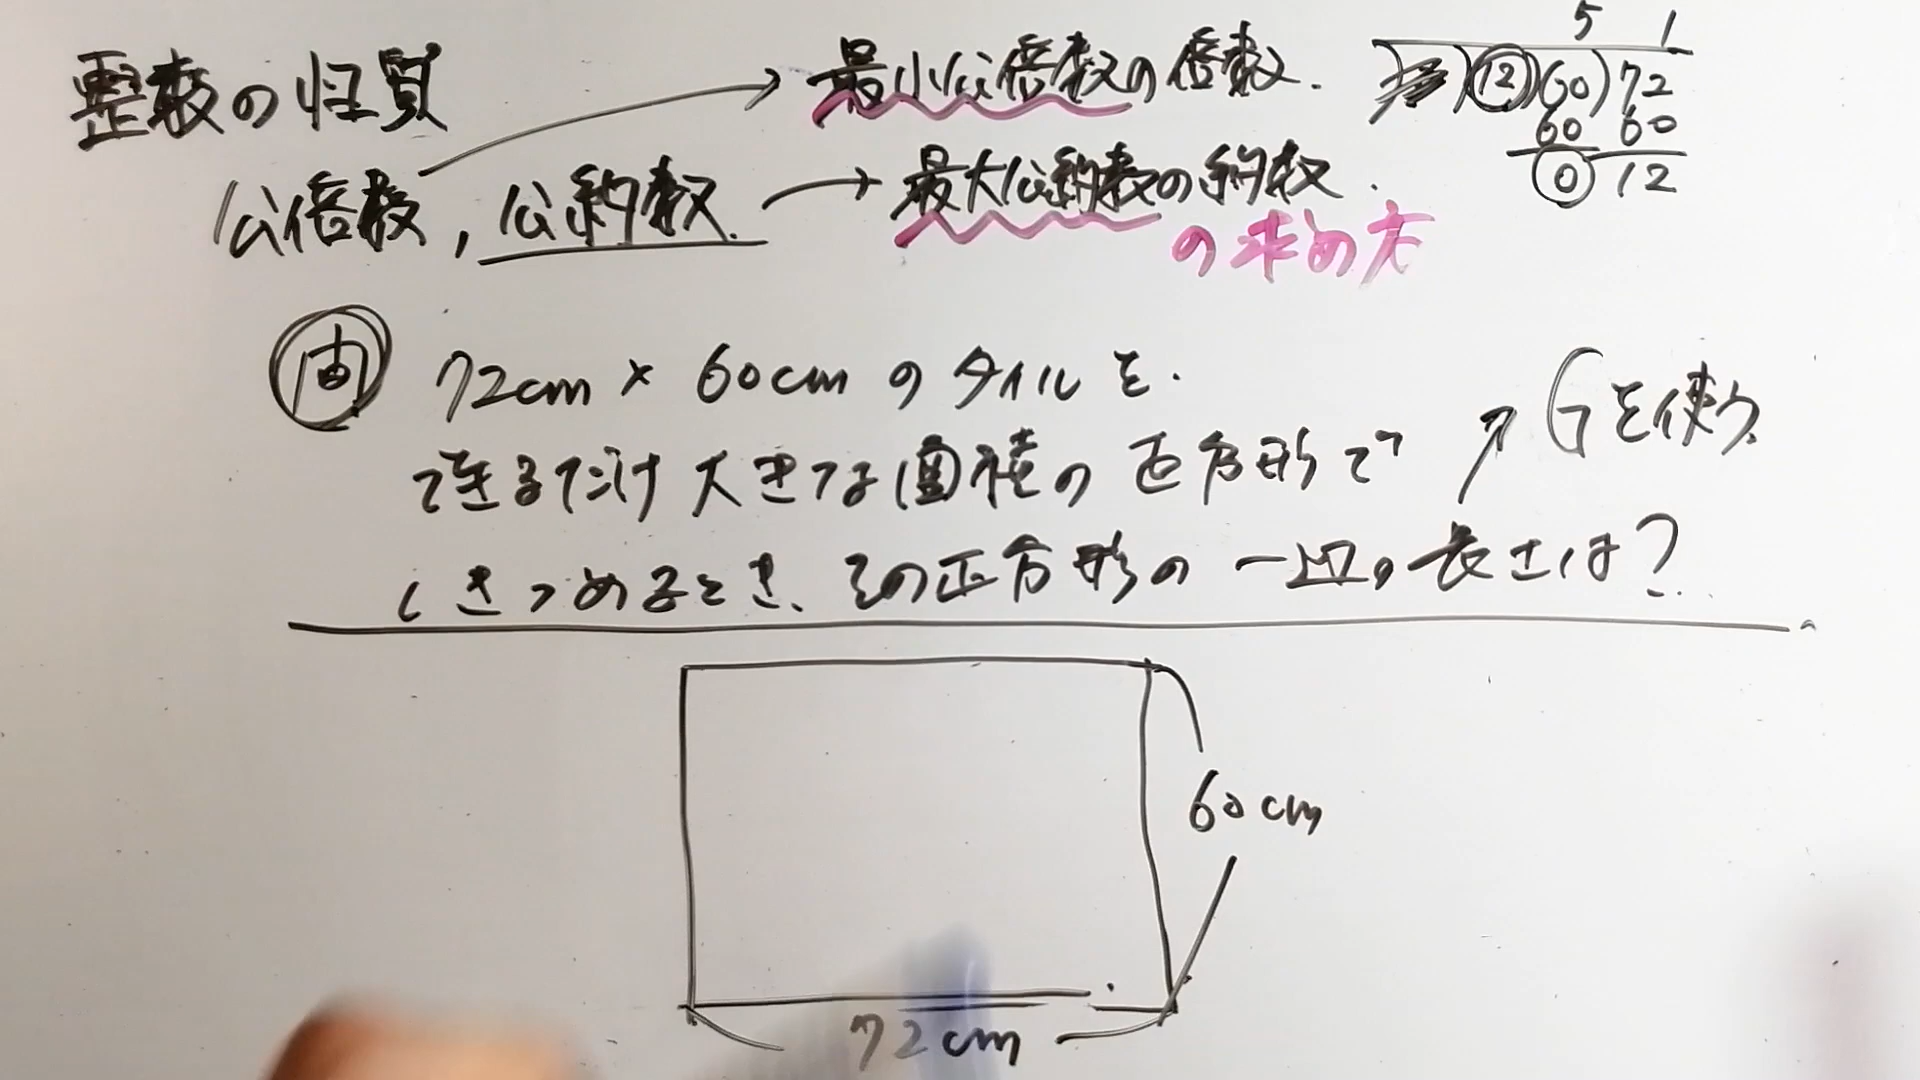 整数の性質
公倍数, 公約数.
→ 最小公倍数の倍数.
→ 最大公約数の約数.
の求め方
5 1
12)60)72
60 60
0 12
問 72cm × 60cm のタイルを.
できるだけ大きな面積の正方形で
↗ Gを使う
しきつめるとき、その正方形の一辺の長さは?
60cm
72cm